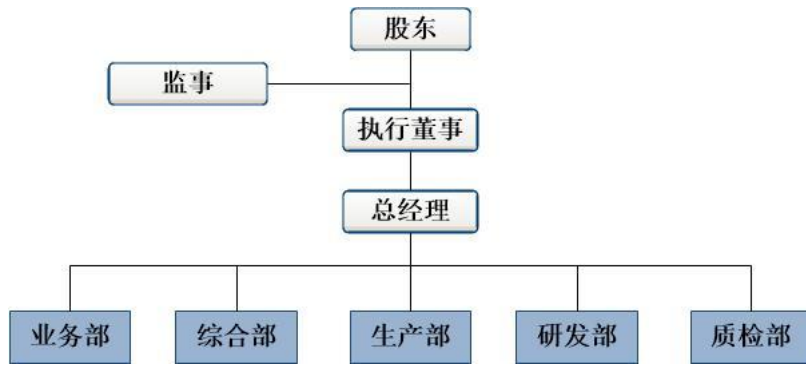 股东
监事
执行董事
总经理
业务部
综合部
生产部
研发部
质检部